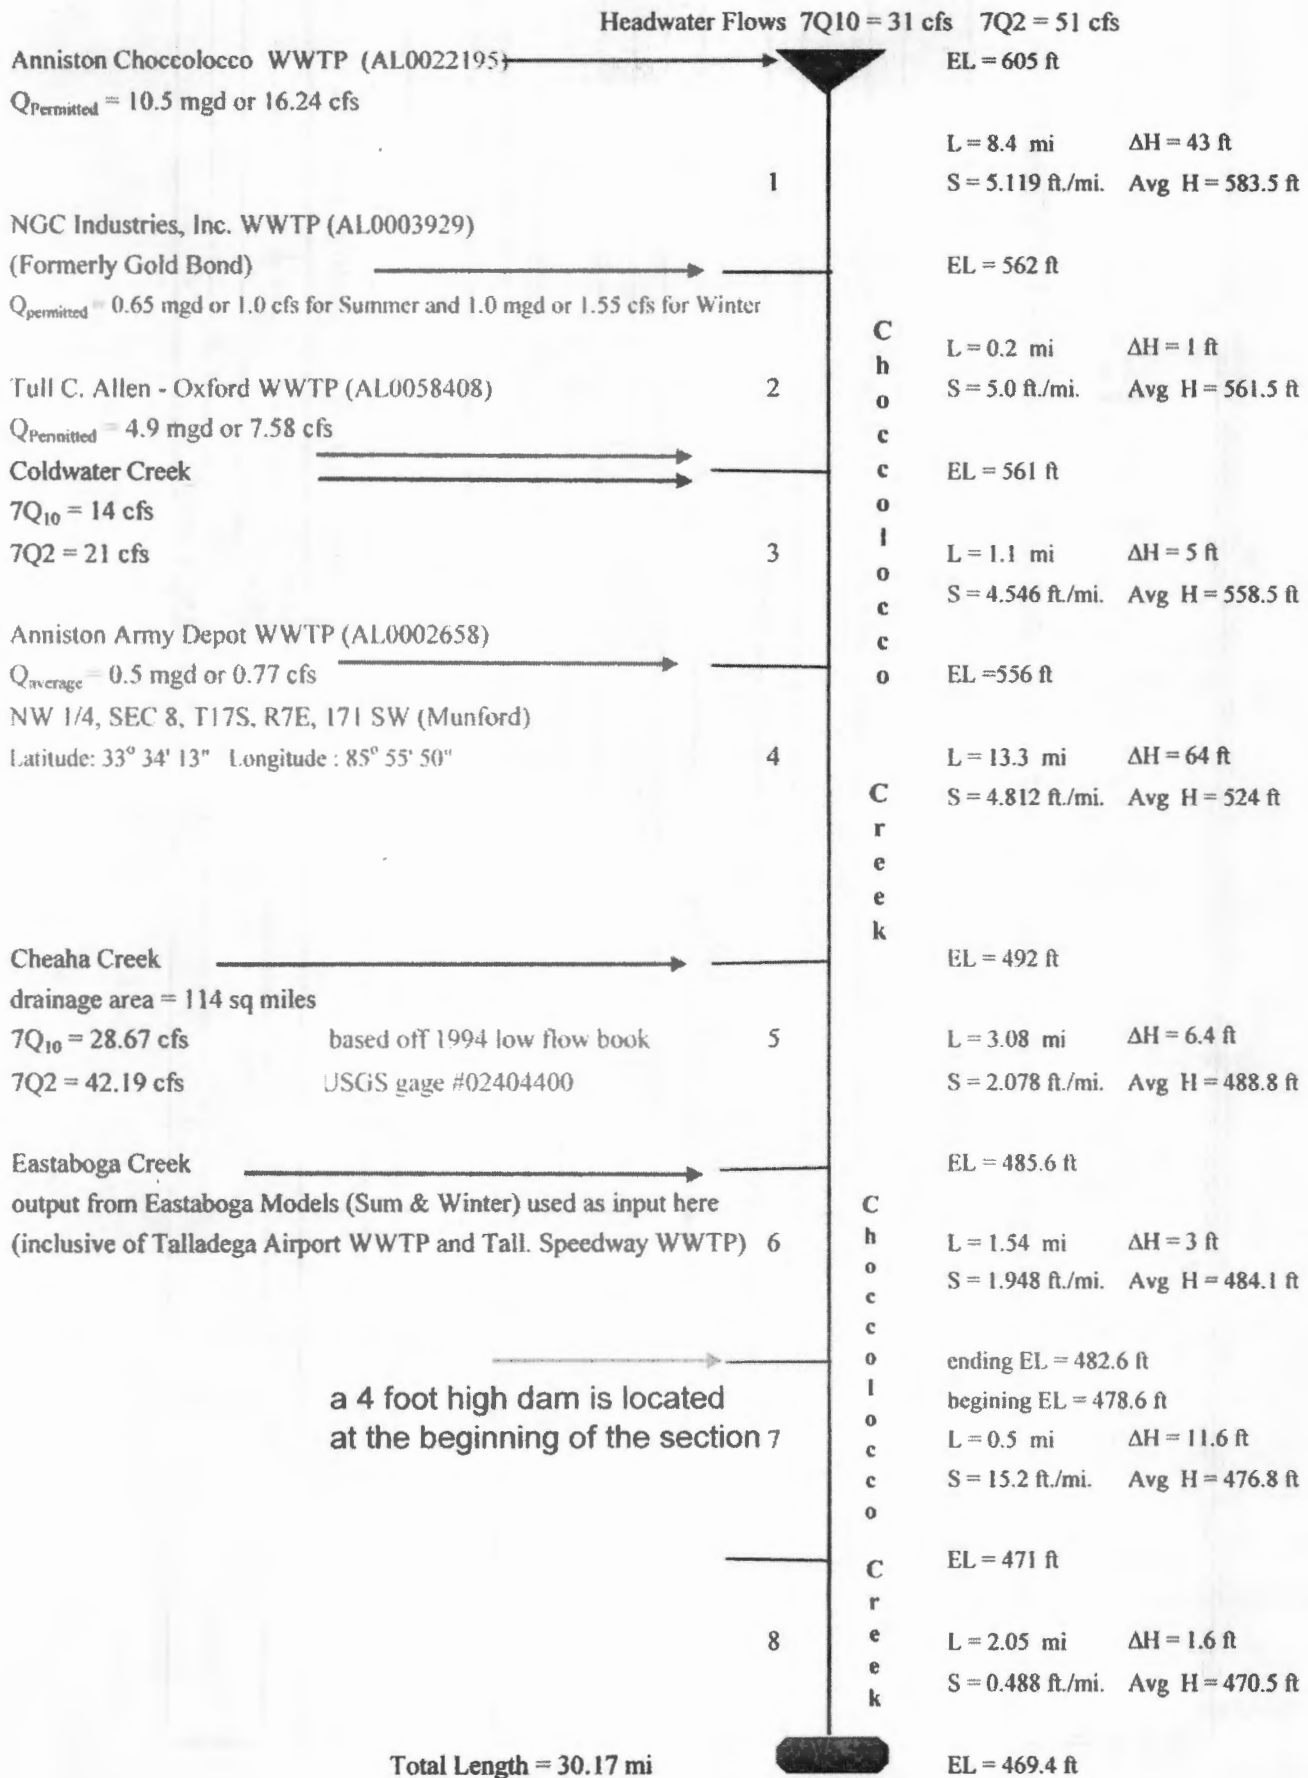 Headwater Flows 7Q10 = 31 cfs 7Q2 = 51 cfs
Anniston Choccolocco WWTP (AL0022195)
EL = 605 ft
QPermitted = 10.5 mgd or 16.24 cfs
L = 8.4 mi ΔH = 43 ft
1
S = 5.119 ft./mi. Avg H = 583.5 ft
NGC Industries, Inc. WWTP (AL0003929)
(Formerly Gold Bond)
EL = 562 ft
Qpermitted = 0.65 mgd or 1.0 cfs for Summer and 1.0 mgd or 1.55 cfs for Winter
L = 0.2 mi ΔH = 1 ft
Tull C. Allen - Oxford WWTP (AL0058408)
2
S = 5.0 ft./mi. Avg H = 561.5 ft
QPermitted = 4.9 mgd or 7.58 cfs
Coldwater Creek
EL = 561 ft
7Q10 = 14 cfs
7Q2 = 21 cfs
3
L = 1.1 mi ΔH = 5 ft
S = 4.546 ft./mi. Avg H = 558.5 ft
Choccolocco
Anniston Army Depot WWTP (AL0002658)
Qaverage = 0.5 mgd or 0.77 cfs
EL =556 ft
NW 1/4, SEC 8, T17S, R7E, 171 SW (Munford)
Latitude: 33° 34' 13" Longitude : 85° 55' 50"
4
L = 13.3 mi ΔH = 64 ft
S = 4.812 ft./mi. Avg H = 524 ft
Creek
Cheaha Creek
EL = 492 ft
drainage area = 114 sq miles
7Q10 = 28.67 cfs based off 1994 low flow book
5
L = 3.08 mi ΔH = 6.4 ft
7Q2 = 42.19 cfs USGS gage #02404400
S = 2.078 ft./mi. Avg H = 488.8 ft
Eastaboga Creek
EL = 485.6 ft
output from Eastaboga Models (Sum & Winter) used as input here
(inclusive of Talladega Airport WWTP and Tall. Speedway WWTP) 6
L = 1.54 mi ΔH = 3 ft
S = 1.948 ft./mi. Avg H = 484.1 ft
Choccolocco
ending EL = 482.6 ft
a 4 foot high dam is located
begining EL = 478.6 ft
at the beginning of the section 7
L = 0.5 mi ΔH = 11.6 ft
S = 15.2 ft./mi. Avg H = 476.8 ft
EL = 471 ft
Creek
8
L = 2.05 mi ΔH = 1.6 ft
S = 0.488 ft./mi. Avg H = 470.5 ft
Total Length = 30.17 mi
EL = 469.4 ft